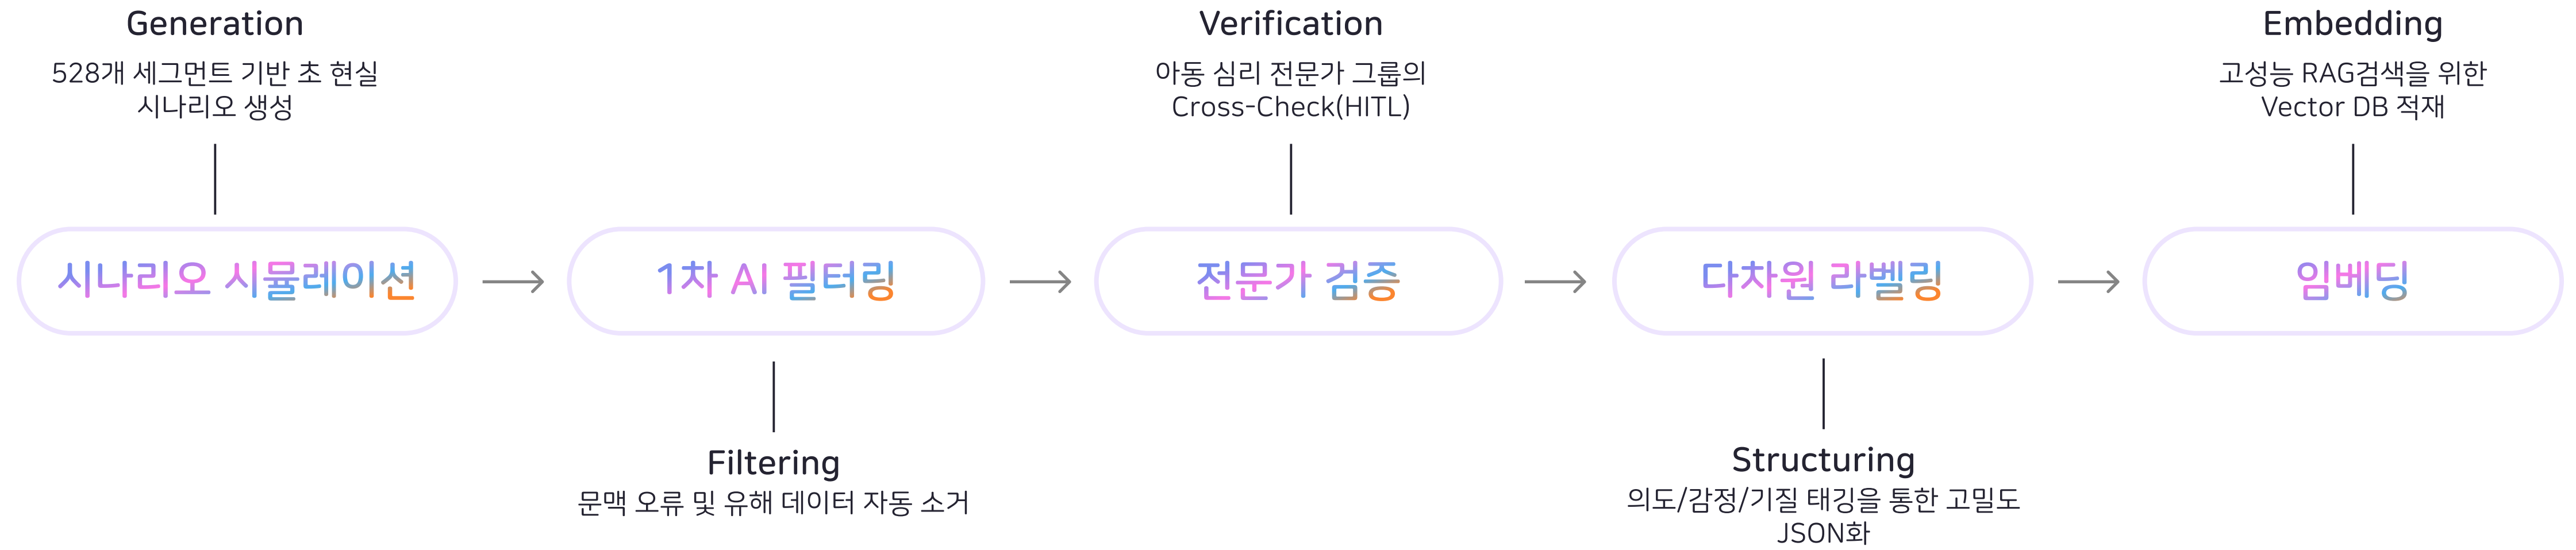 Generation
528개 세그먼트 기반 초 현실
시나리오 생성
Verification
아동 심리 전문가 그룹의
Cross-Check(HITL)
Embedding
고성능 RAG검색을 위한
Vector DB 적재
시나리오 시뮬레이션
1차 AI 필터링
전문가 검증
다차원 라벨링
임베딩
Filtering
문맥 오류 및 유해 데이터 자동 소거
Structuring
의도/감정/기질 태깅을 통한 고밀도
JSON화